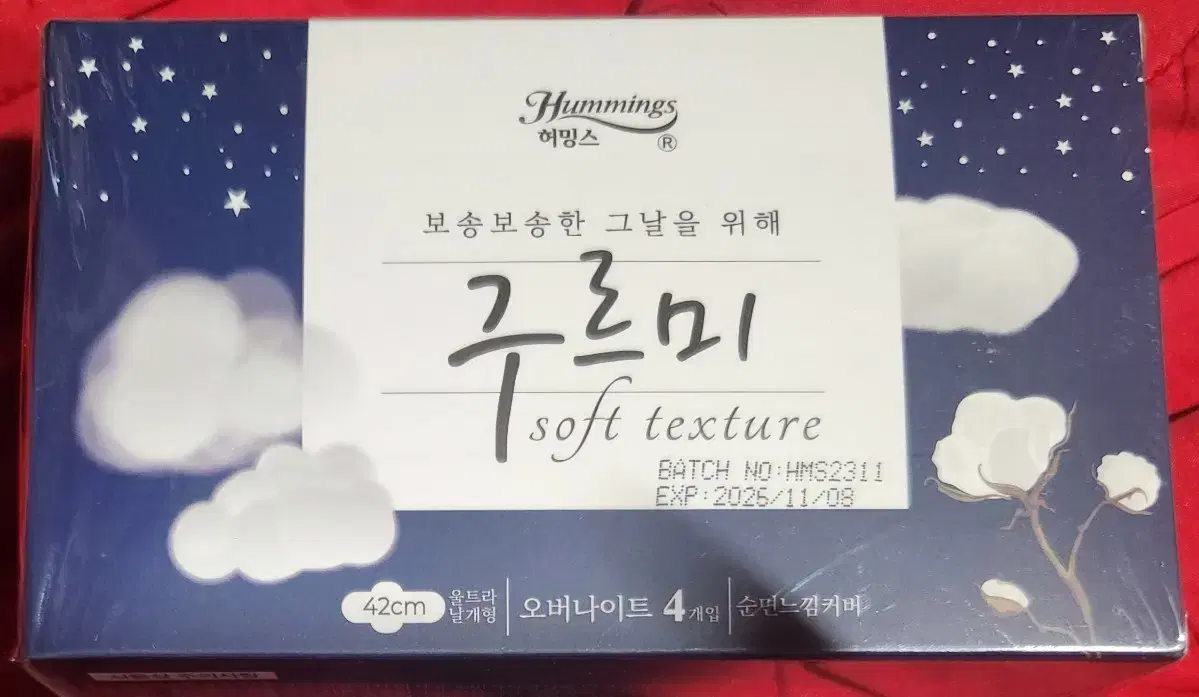 Hummings
허밍스 ®
보송보송한 그날을 위해
구르미
soft texture
BATCH NO:HMS2311
EXP:2026/11/08
42cm 울트라 날개형 오버나이트 4개입 순면느낌커버